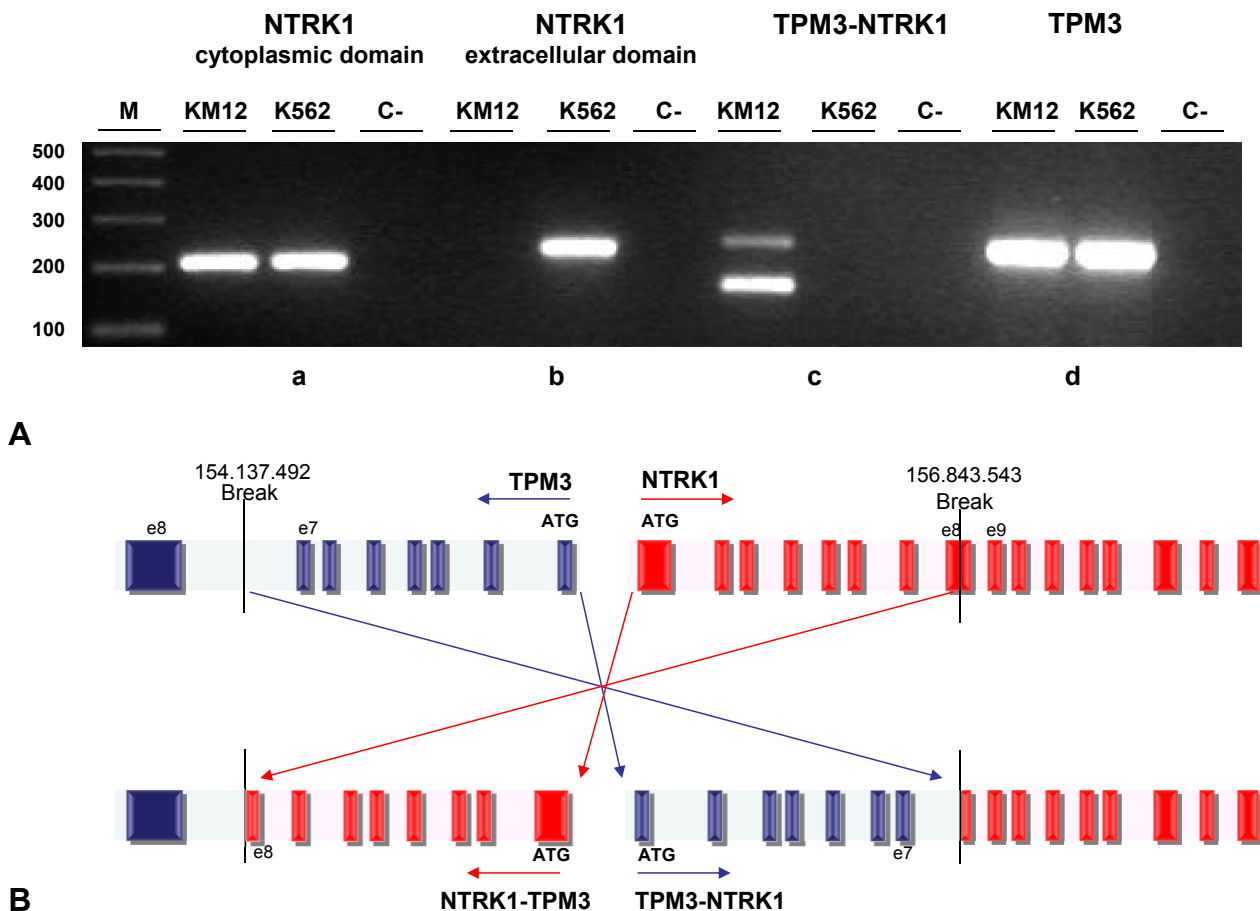 NTRK1 NTRK1 TPM3-NTRK1 TPM3
cytoplasmic domain extracellular domain
M KM12 K562 C- KM12 K562 C- KM12 K562 C- KM12 K562 C-
500
400
300
200
100
a b c d
A
154.137.492 156.843.543
Break TPM3 NTRK1 Break
e8 e7 ATG ATG e8 e9
e8 ATG ATG e7
NTRK1-TPM3 TPM3-NTRK1
B